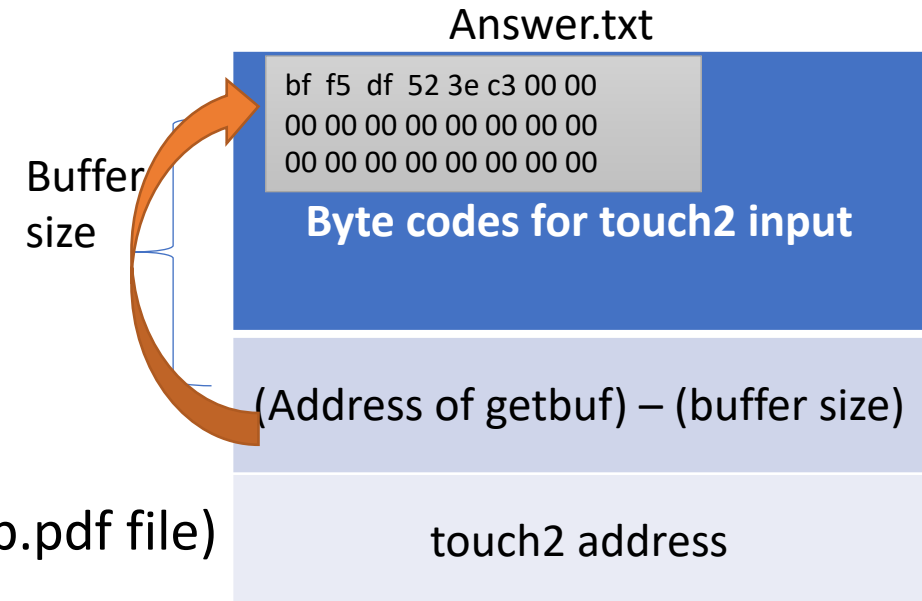 Answer.txt
bf f5 df 52 3e c3 00 00
00 00 00 00 00 00 00 00
00 00 00 00 00 00 00 00
Buffer
size
Byte codes for touch2 input
(Address of getbuf) – (buffer size)
.pdf file)
touch2 address